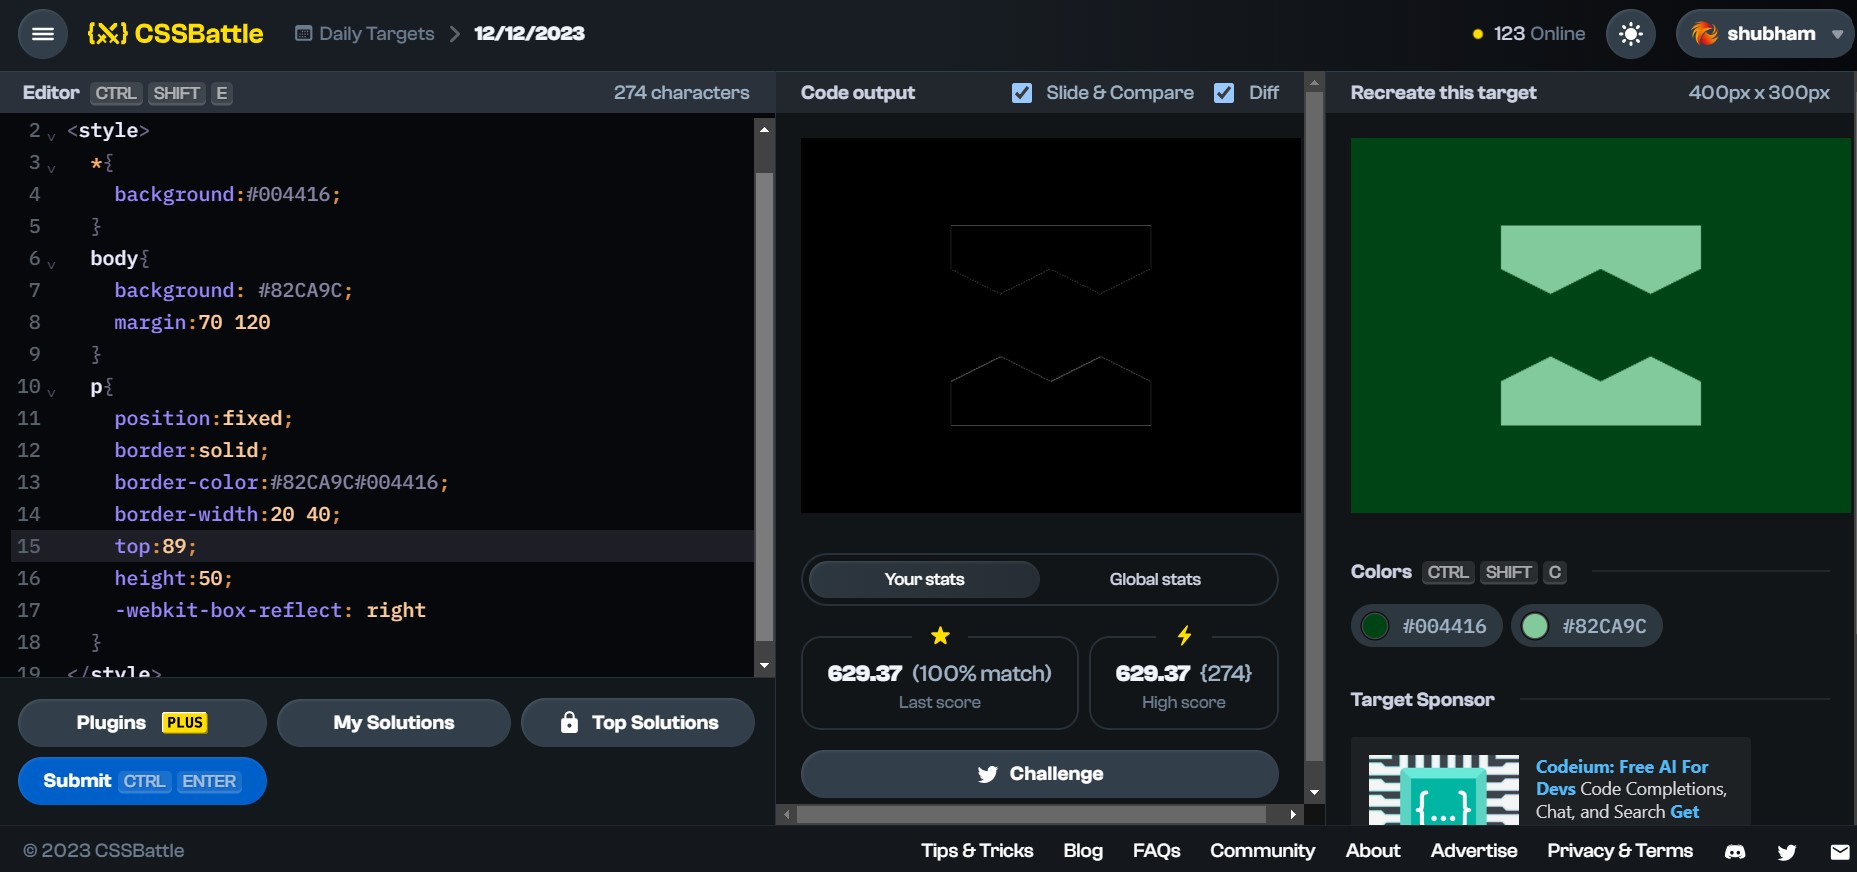 {X} CSSBattle
Daily Targets > 12/12/2023
123 Online
shubham
Editor CTRL SHIFT E
274 characters
2 <style>
3 *{
4 background:#004416;
5 }
6 body{
7 background: #82CA9C;
8 margin:70 120
9 }
10 p{
11 position:fixed;
12 border:solid;
13 border-color:#82CA9C#004416;
14 border-width:20 40;
15 top:89;
16 height:50;
17 -webkit-box-reflect: right
18 }
19 </style>
Plugins PLUS
My Solutions
Top Solutions
Submit CTRL ENTER
Code output
Slide & Compare
Diff
Your stats
Global stats
629.37 (100% match)
Last score
629.37 {274}
High score
Challenge
Recreate this target
400px x 300px
Colors CTRL SHIFT C
#004416
#82CA9C
Target Sponsor
{...}
Codeium: Free AI For
Devs Code Completions,
Chat, and Search Get
© 2023 CSSBattle
Tips & Tricks
Blog
FAQs
Community
About
Advertise
Privacy & Terms